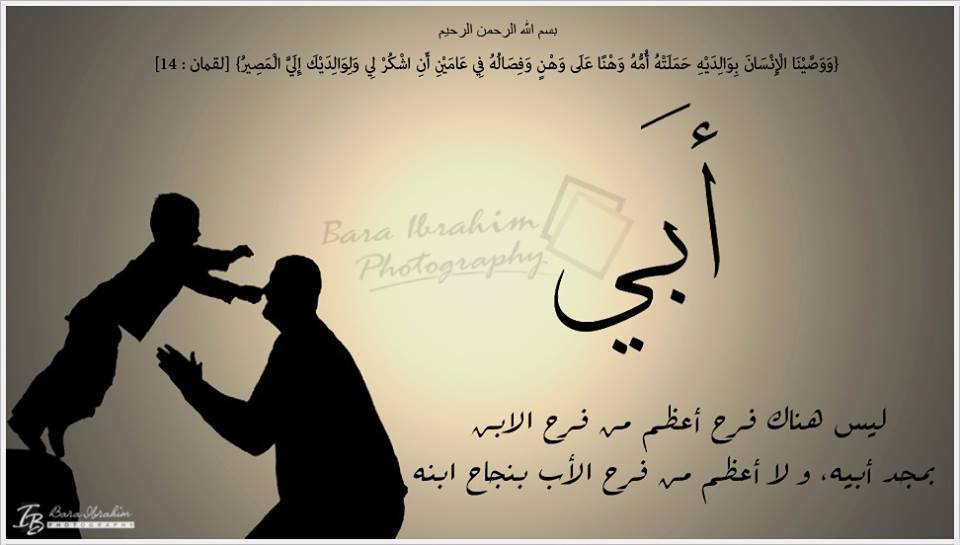 بسم الله الرحمن الرحيم
{وَوَصَّيْنَا الْإِنْسَانَ بِوَالِدَيْهِ حَمَلَتْهُ أُمُّهُ وَهْنًا عَلَى وَهْنٍ وَفِصَالُهُ فِي عَامَيْنِ أَنِ اشْكُرْ لِي وَلِوَالِدَيْكَ إِلَيَّ الْمَصِيرُ} [لقمان : 14]
أَبَي
Bara Ibrahim
Photography
ليس هناك فرح أعظم من فرح الابن
بمجد أبيه، و لا أعظم من فرح الأب بنجاح ابنه
IB Bara Ibrahim
PHOTOGRAPHY